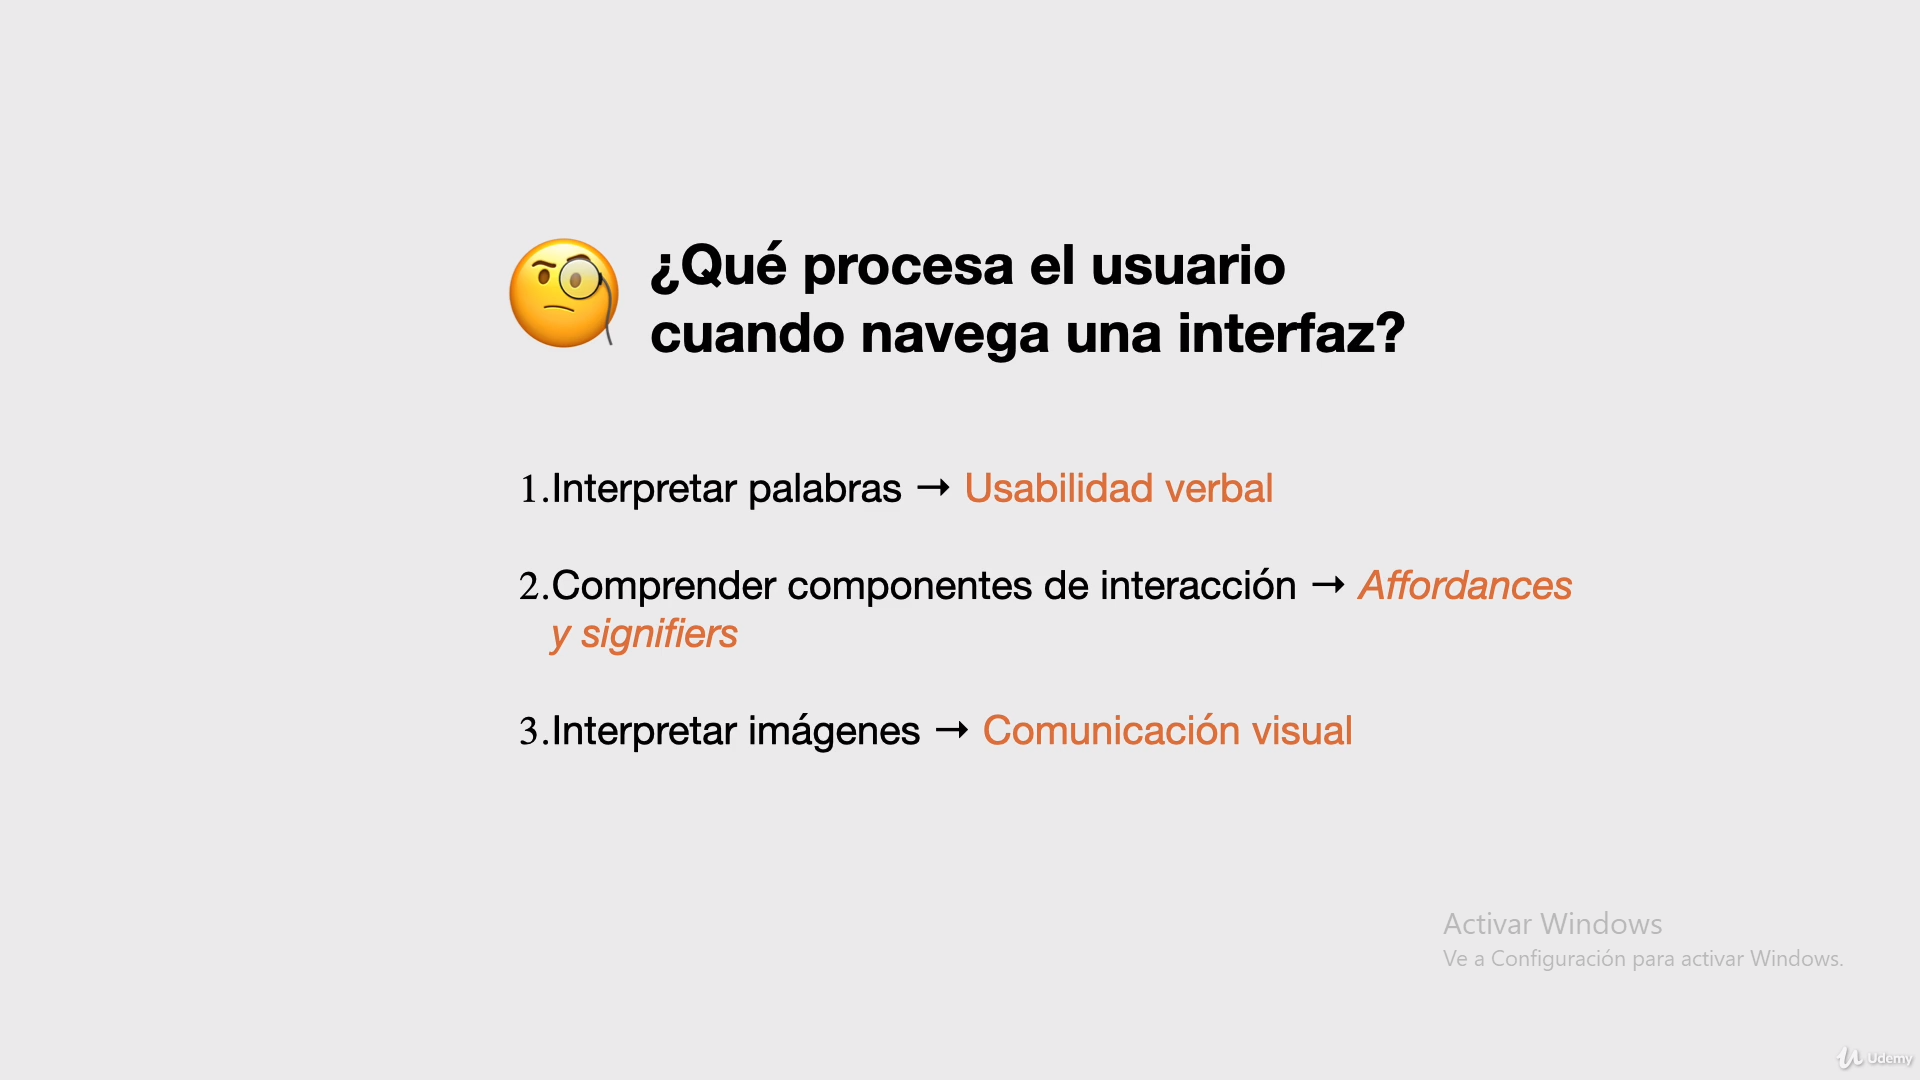 ¿Qué procesa el usuario
cuando navega una interfaz?
1.Interpretar palabras → Usabilidad verbal
2.Comprender componentes de interacción → Affordances
y signifiers
3.Interpretar imágenes → Comunicación visual
Activar Windows
Ve a Configuración para activar Windows.
Udemy